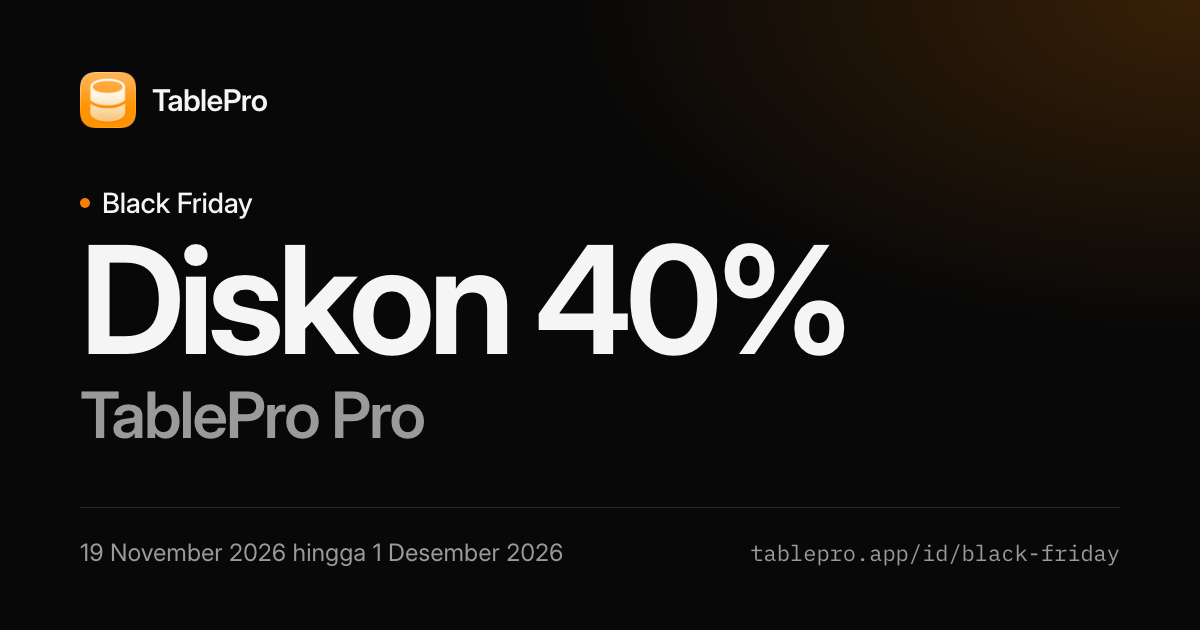 TablePro
Black Friday
Diskon 40%
TablePro Pro
19 November 2026 hingga 1 Desember 2026
tablepro.app/id/black-friday